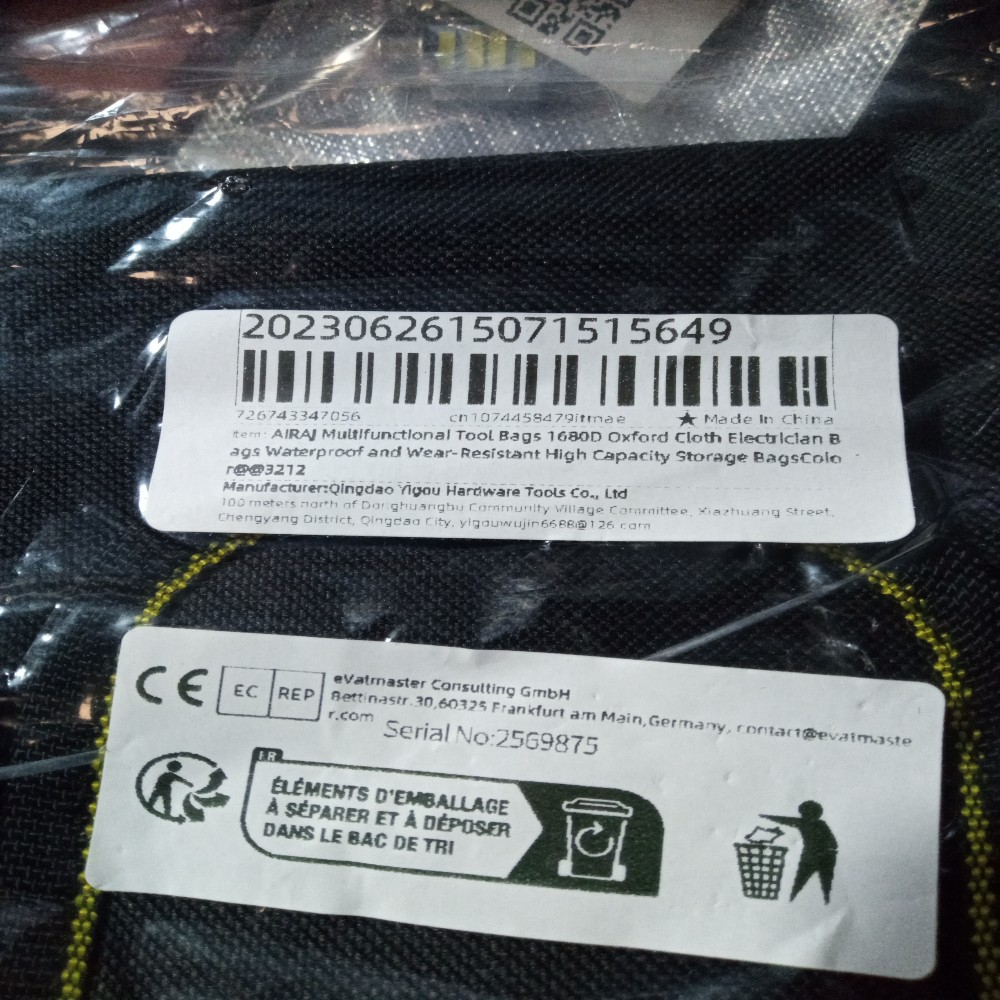 2023062615071515649
726743347056 cn1074458479itmae ★ Made In China
Item: AIRAJ Multifunctional Tool Bags 1680D Oxford Cloth Electrician B
ags Waterproof and Wear-Resistant High Capacity Storage BagsColo
r@@3212
Manufacturer:Qingdao Yigou Hardware Tools Co., Ltd
100 meters north of Donghuangbu Community Village Committee, Xiazhuang Street,
Chengyang District, Qingdao City, yigouwujin6688@126.com
CE EC REP eVatmaster Consulting GmbH
Bettinastr.30,60325 Frankfurt am Main,Germany, contact@evatmaste
r.com
Serial No:2569875
FR
ÉLÉMENTS D'EMBALLAGE
À SÉPARER ET À DÉPOSER
DANS LE BAC DE TRI